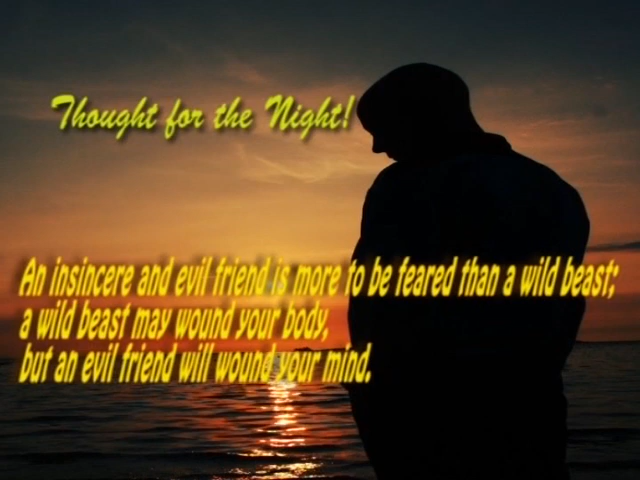 Thought for the Night!
An insincere and evil friend is more to be feared than a wild beast;
a wild beast may wound your body,
but an evil friend will wound your mind.